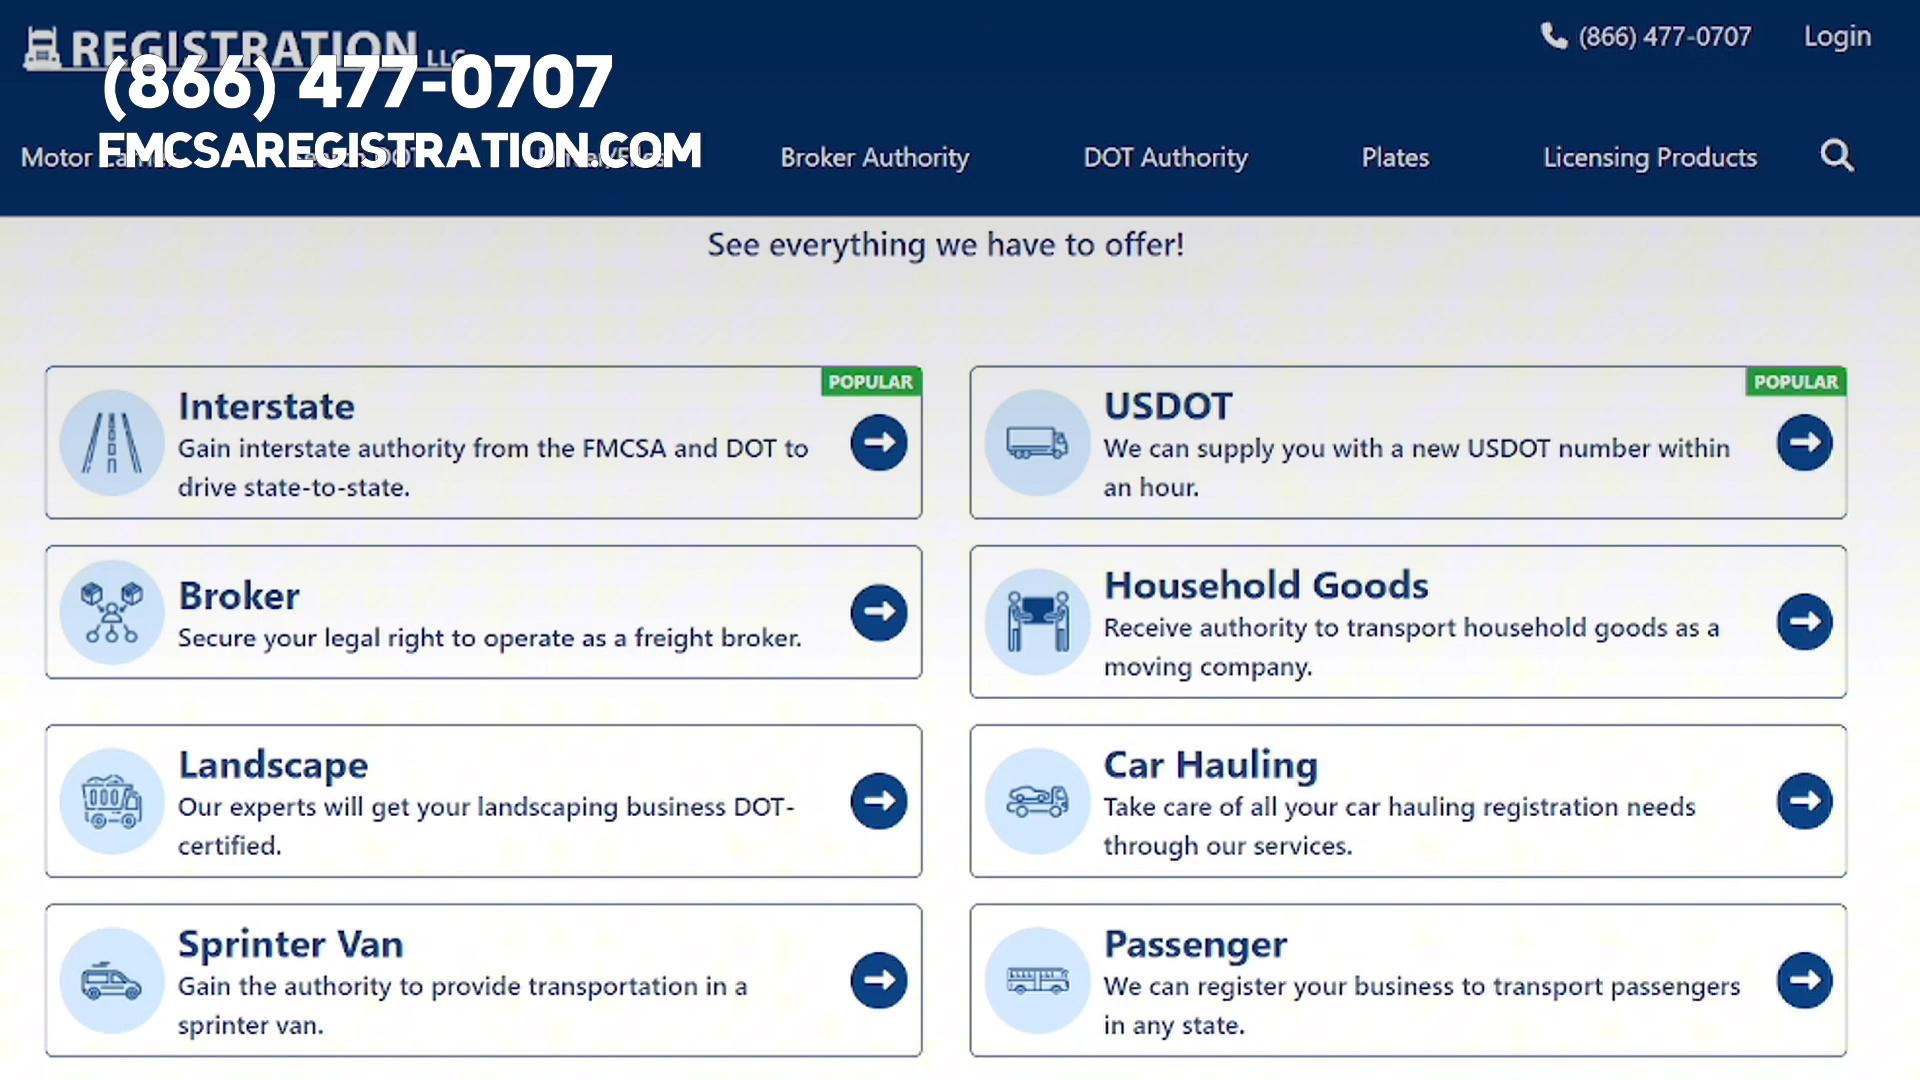 REGISTRATION LLC
(866) 477-0707
Login
(866) 477-0707
FMCSAREGISTRATION.COM
Motor
Broker Authority
DOT Authority
Plates
Licensing Products
See everything we have to offer!
Interstate
POPULAR
Gain interstate authority from the FMCSA and DOT to
drive state-to-state.
USDOT
POPULAR
We can supply you with a new USDOT number within
an hour.
Broker
Secure your legal right to operate as a freight broker.
Household Goods
Receive authority to transport household goods as a
moving company.
Landscape
Our experts will get your landscaping business DOT-
certified.
Car Hauling
Take care of all your car hauling registration needs
through our services.
Sprinter Van
Gain the authority to provide transportation in a
sprinter van.
Passenger
We can register your business to transport passengers
in any state.